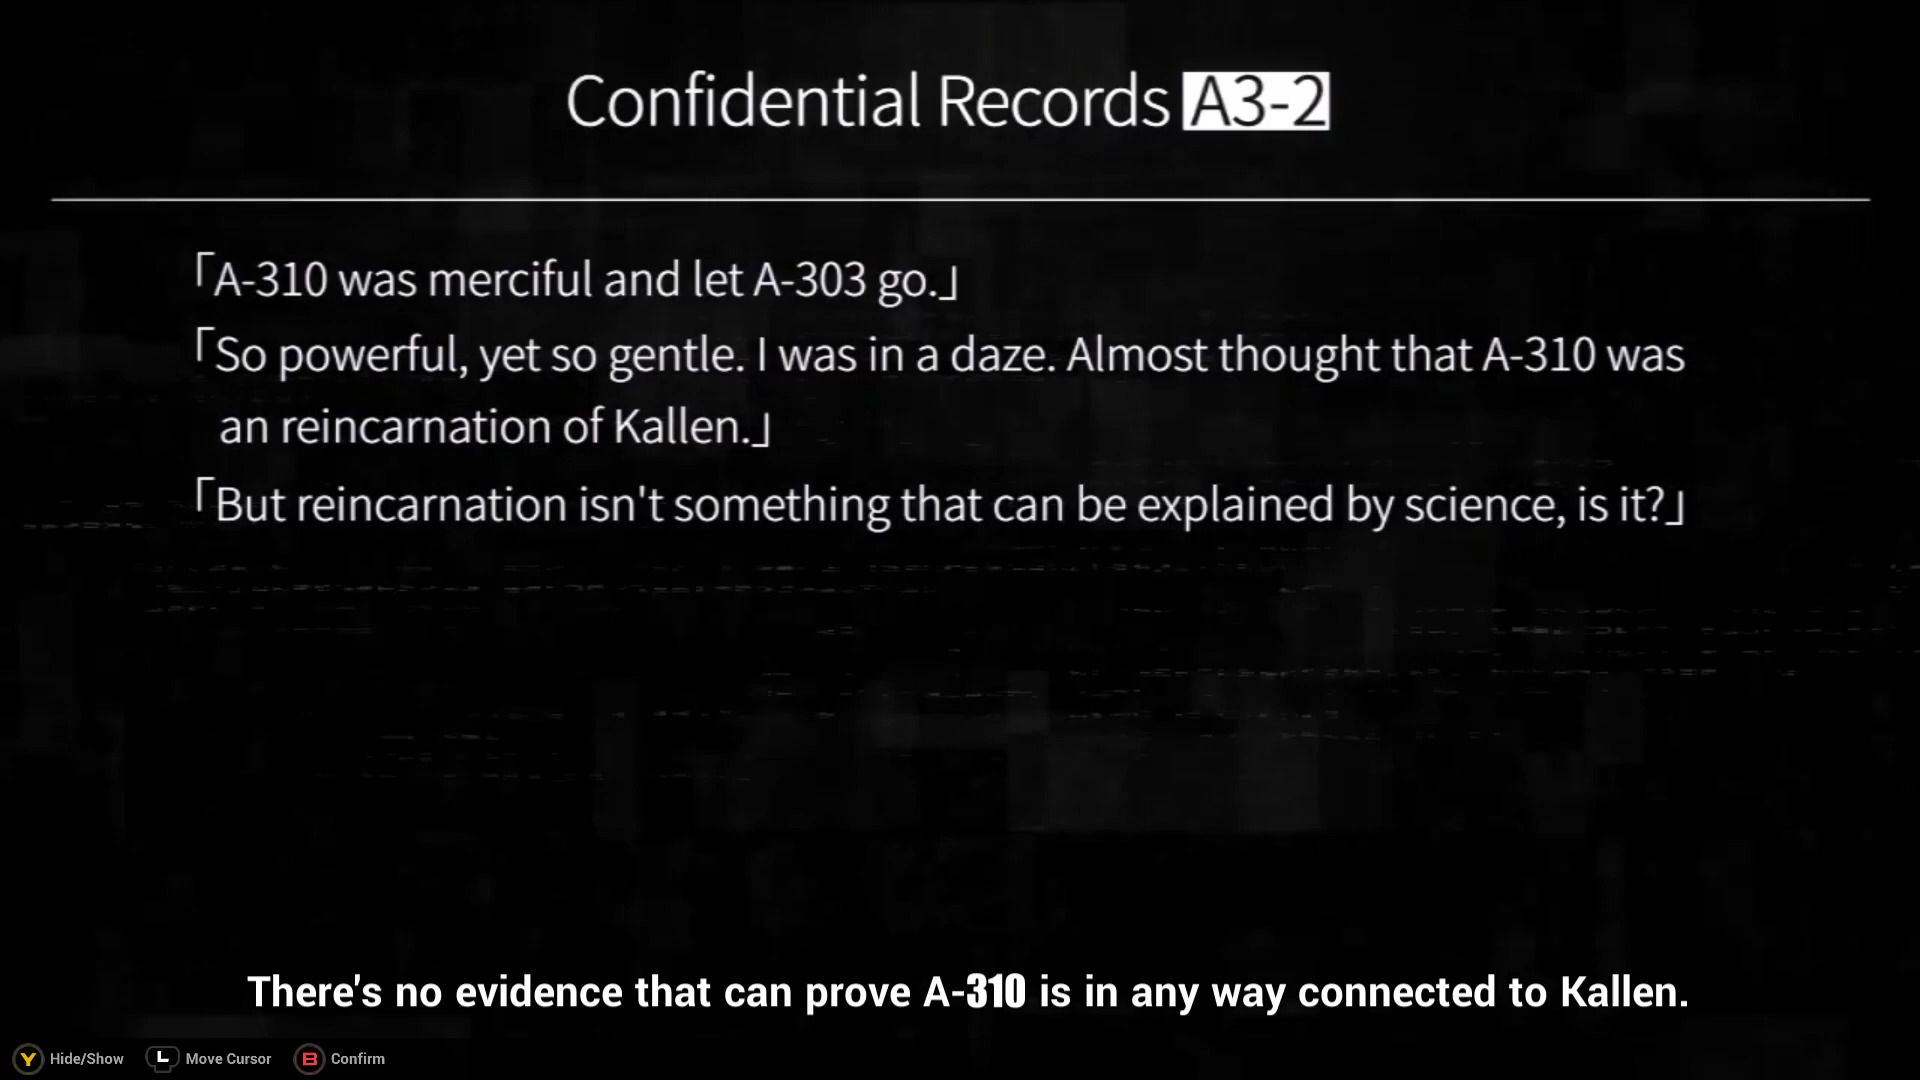 Confidential Records A3-2
「A-310 was merciful and let A-303 go.」
「So powerful, yet so gentle. I was in a daze. Almost thought that A-310 was
an reincarnation of Kallen.」
「But reincarnation isn't something that can be explained by science, is it?」
There's no evidence that can prove A-310 is in any way connected to Kallen.
Y Hide/Show L Move Cursor B Confirm